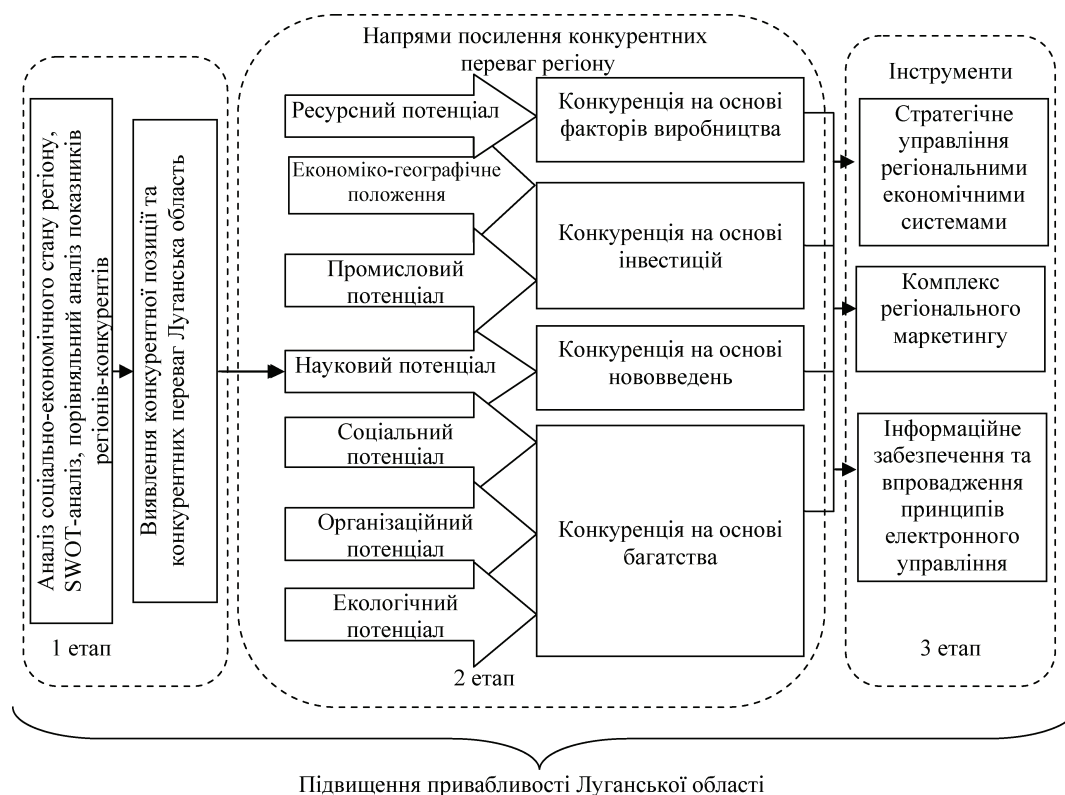 Аналіз соціально-економічного стану регіону,
SWOT-аналіз, порівняльний аналіз показників
регіонів-конкурентів
Виявлення конкурентної позиції та
конкурентних переваг Луганська область
1 етап
Напрями посилення конкурентних
переваг регіону
Ресурсний потенціал
Економіко-географічне
положення
Промисловий
потенціал
Науковий потенціал
Соціальний
потенціал
Організаційний
потенціал
Екологічний
потенціал
Конкуренція на основі
факторів виробництва
Конкуренція на основі
інвестицій
Конкуренція на основі
нововведень
Конкуренція на основі
багатства
2 етап
Інструменти
Стратегічне
управління
регіональними
економічними
системами
Комплекс
регіонального
маркетингу
Інформаційне
забезпечення та
впровадження
принципів
електронного
управління
3 етап
Підвищення привабливості Луганської області